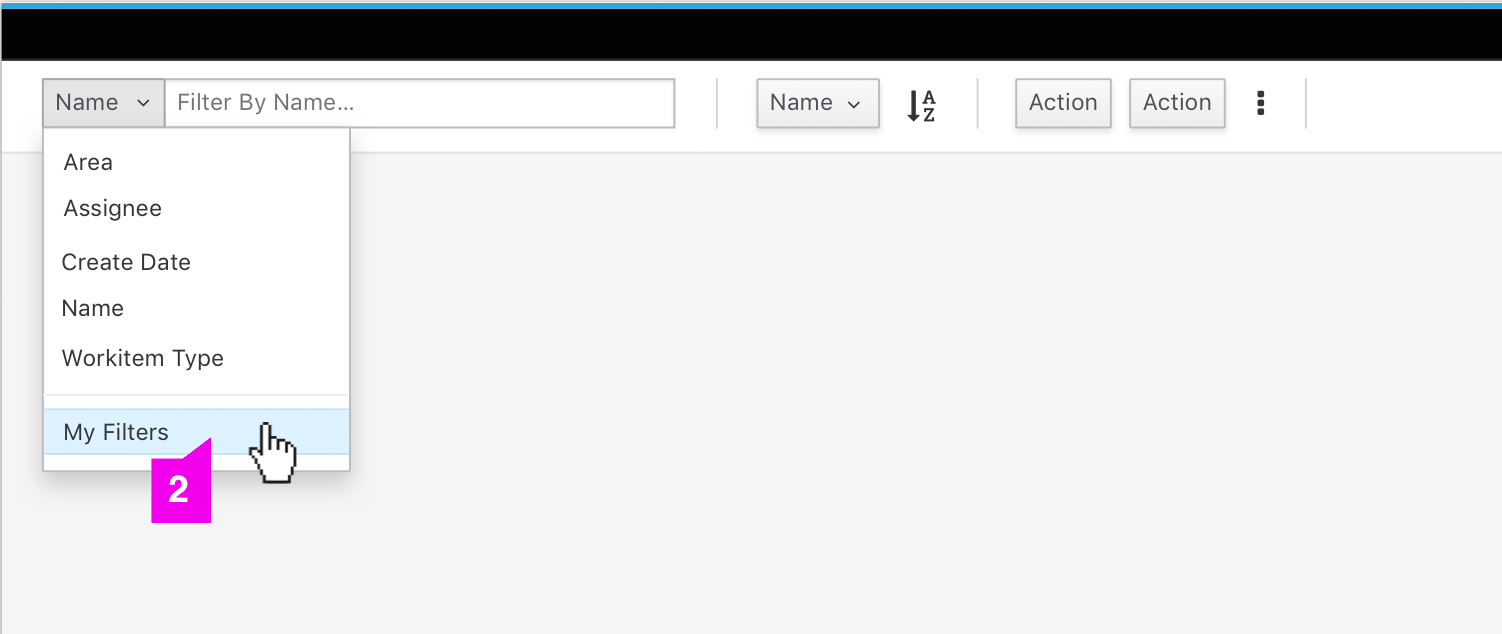 Name Filter By Name... Name A Z Action Action
Area
Assignee
Create Date
Name
Workitem Type
My Filters
2